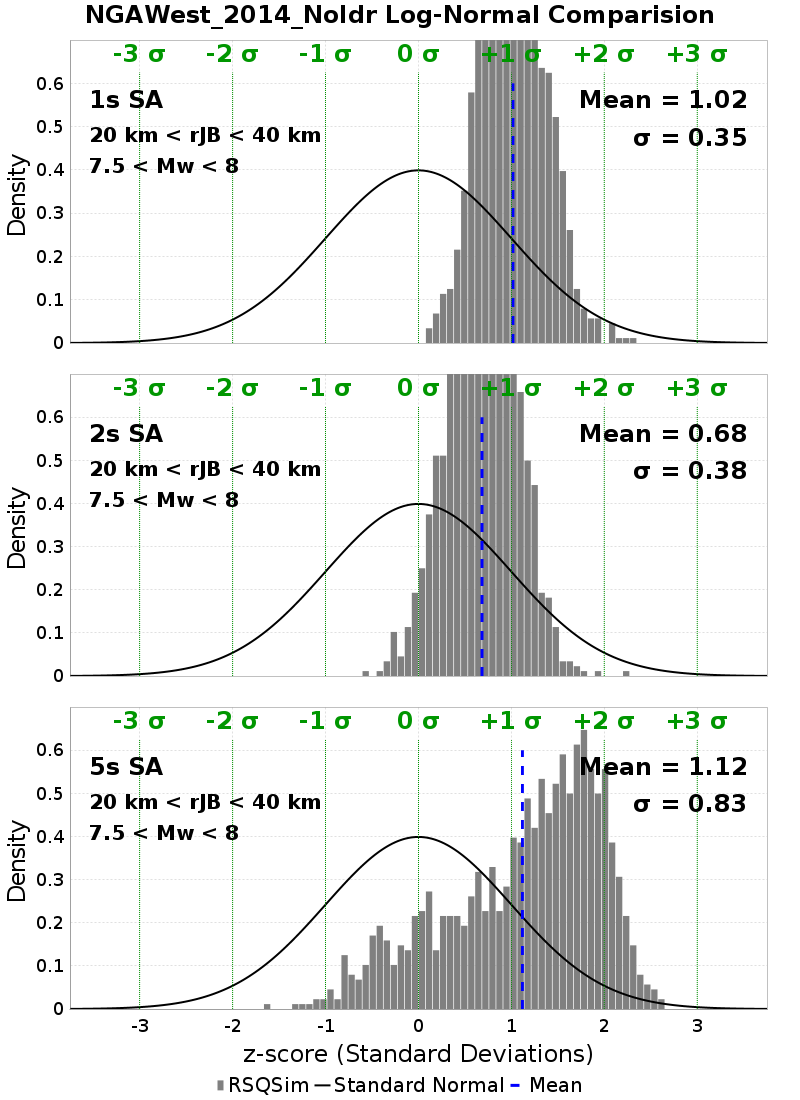 NGAWest_2014_NoIdr Log-Normal Comparision
-3 σ -2 σ -1 σ 0 σ +1 σ +2 σ +3 σ
1s SA
20 km < rJB < 40 km
7.5 < Mw < 8
Mean = 1.02
σ = 0.35
Density
0.6
0.5
0.4
0.3
0.2
0.1
0
-3 σ -2 σ -1 σ 0 σ +1 σ +2 σ +3 σ
2s SA
20 km < rJB < 40 km
7.5 < Mw < 8
Mean = 0.68
σ = 0.38
Density
0.6
0.5
0.4
0.3
0.2
0.1
0
-3 σ -2 σ -1 σ 0 σ +1 σ +2 σ +3 σ
5s SA
20 km < rJB < 40 km
7.5 < Mw < 8
Mean = 1.12
σ = 0.83
Density
0.6
0.5
0.4
0.3
0.2
0.1
0
-3 -2 -1 0 1 2 3
z-score (Standard Deviations)
RSQSim Standard Normal Mean